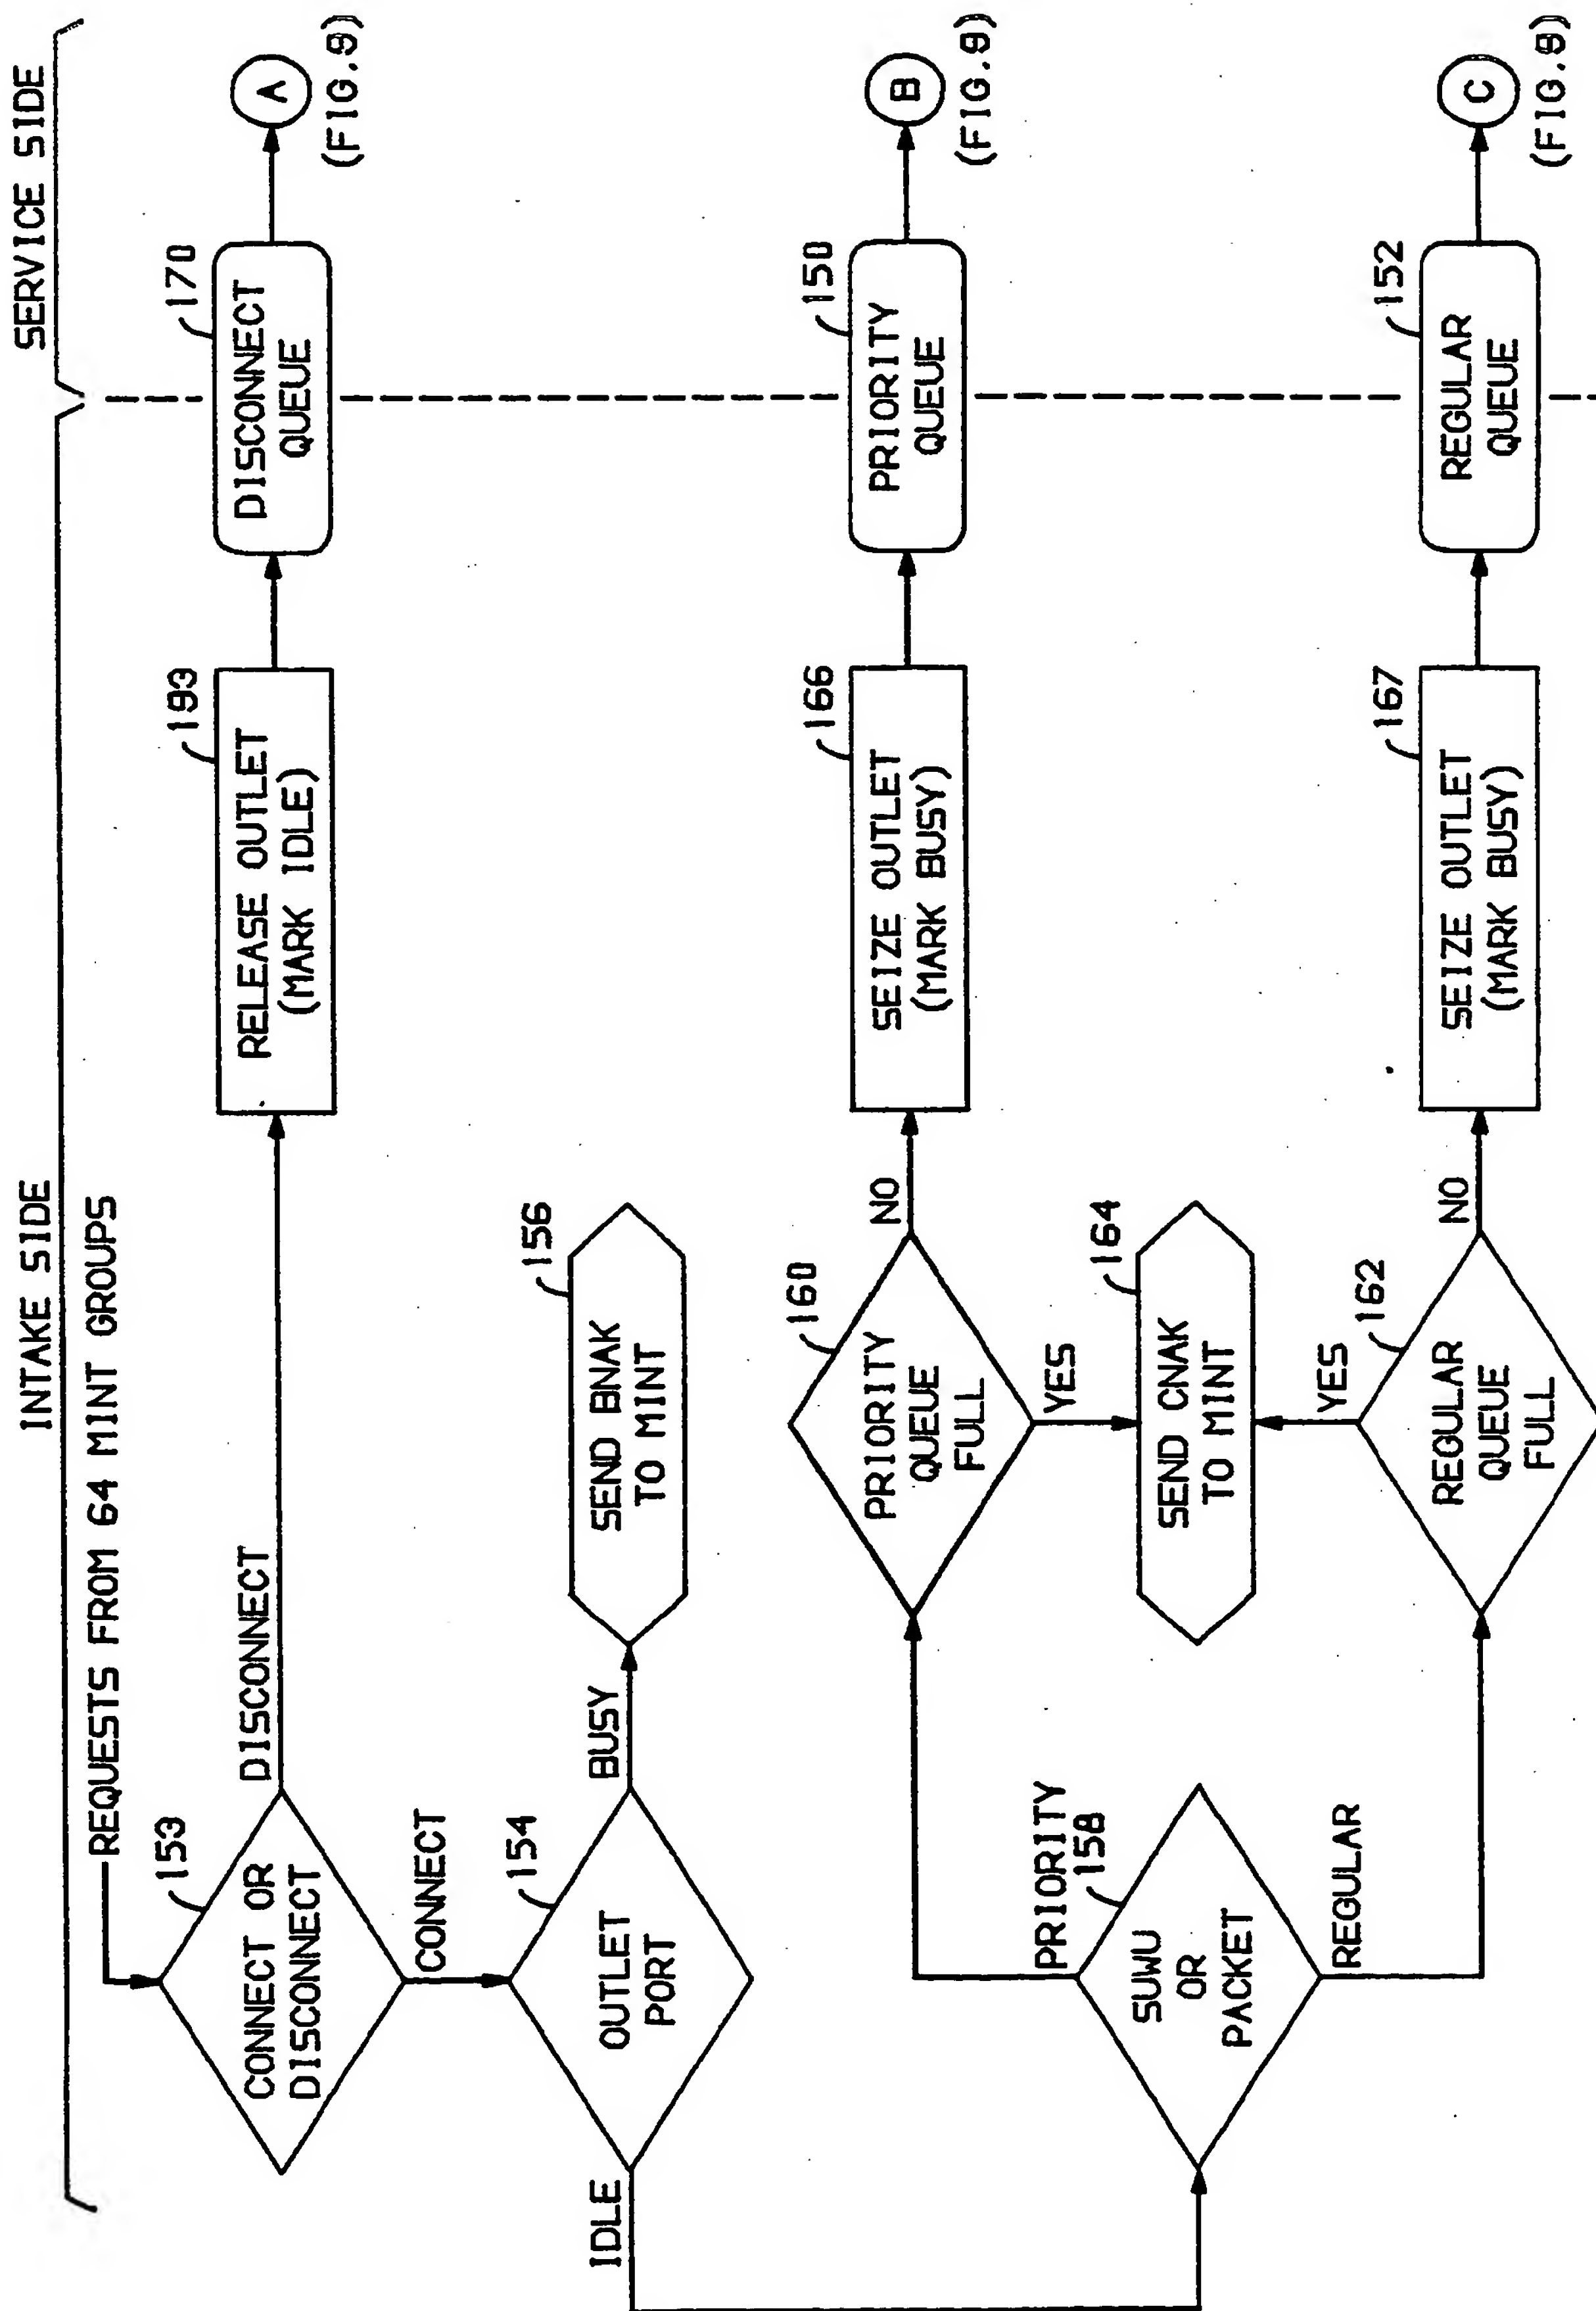 INTAKE SIDE
SERVICE SIDE
REQUESTS FROM 64 MINT GROUPS
153
CONNECT OR
DISCONNECT
DISCONNECT
193
RELEASE OUTLET
(MARK IDLE)
170
DISCONNECT
QUEUE
A
(FIG.9)
CONNECT
154
OUTLET
PORT
BUSY
156
SEND BNAK
TO MINT
IDLE
PRIORITY
158
SUWU
OR
PACKET
REGULAR
160
PRIORITY
QUEUE
FULL
NO
166
SEIZE OUTLET
(MARK BUSY)
150
PRIORITY
QUEUE
B
(FIG.9)
YES
164
SEND CNAK
TO MINT
YES
162
REGULAR
QUEUE
FULL
NO
167
SEIZE OUTLET
(MARK BUSY)
152
REGULAR
QUEUE
C
(FIG.9)